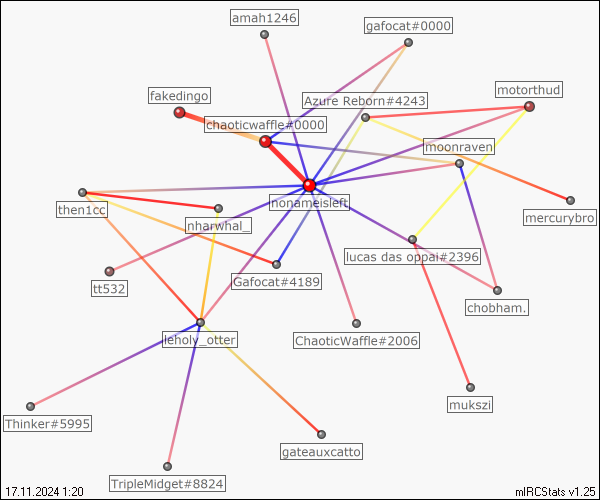 amah1246
gafocat#0000
motorthud
fakedingo
Azure Reborn#4243
chaoticwaffle#0000
moonraven
nonameisleft
then1cc
nharwhal_
mercurybro
lucas das oppai#2396
tt532
Gafocat#4189
chobham.
leholy_otter
ChaoticWaffle#2006
mukszi
Thinker#5995
gateauxcatto
TripleMidget#8824
17.11.2024 1:20
mIRCStats v1.25